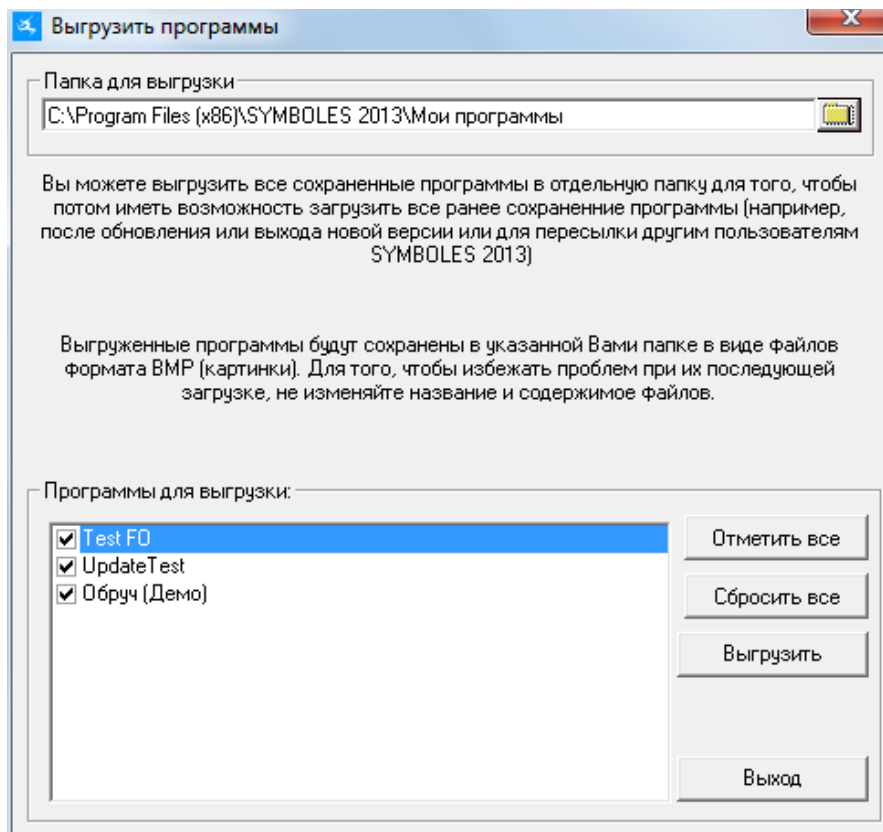 Выгрузить программы
Папка для выгрузки
C:\Program Files (x86)\SYMBOLES 2013\Мои программы
Вы можете выгрузить все сохраненные программы в отдельную папку для того, чтобы
потом иметь возможность загрузить все ранее сохраненние программы (например,
после обновления или выхода новой версии или для пересылки другим пользователям
SYMBOLES 2013)
Выгруженные программы будут сохранены в указанной Вами папке в виде файлов
формата BMP (картинки). Для того, чтобы избежать проблем при их последующей
загрузке, не изменяйте название и содержимое файлов.
Программы для выгрузки:
Test FO
Отметить все
UpdateTest
Обруч (Демо)
Сбросить все
Выгрузить
Выход